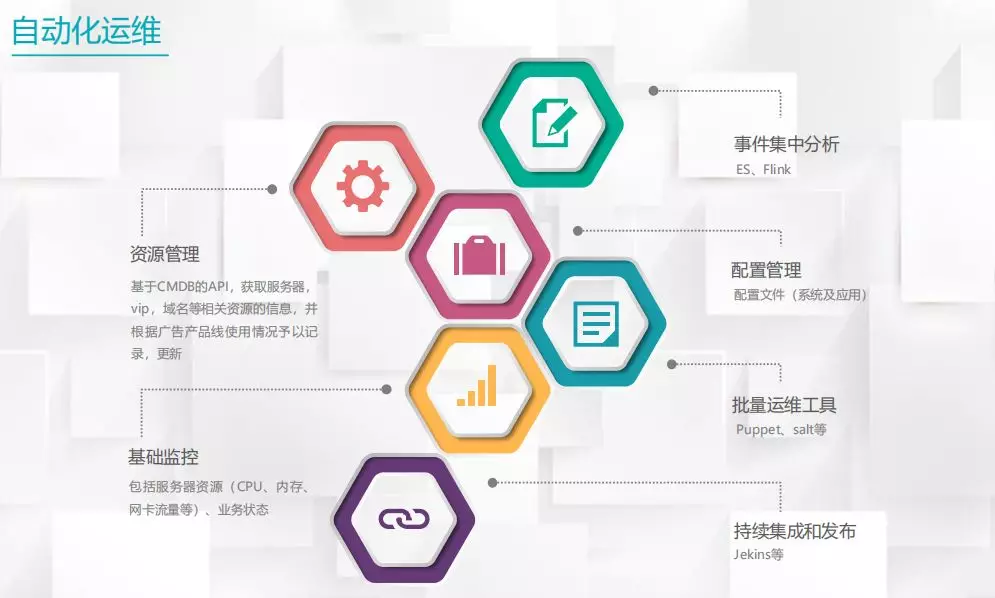 自动化运维
事件集中分析
ES、Flink
资源管理
基于CMDB的API，获取服务器，
vip，域名等相关资源的信息，并
根据广告产品线使用情况予以记
录，更新
配置管理
配置文件（系统及应用）
批量运维工具
Puppet、salt等
基础监控
包括服务器资源（CPU、内存、
网卡流量等）、业务状态
持续集成和发布
Jekins等